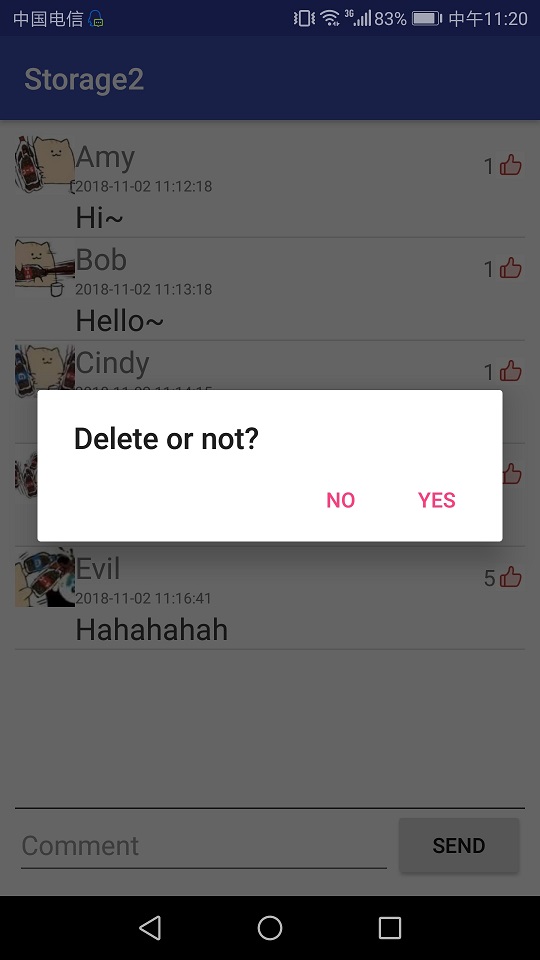 中国电信
3G 83% 中午11:20
Storage2
Amy
1
2018-11-02 11:12:18
Hi~
Bob
1
2018-11-02 11:13:18
Hello~
Cindy
1
Delete or not?
NO YES
Evil
5
2018-11-02 11:16:41
Hahahahah
Comment
SEND